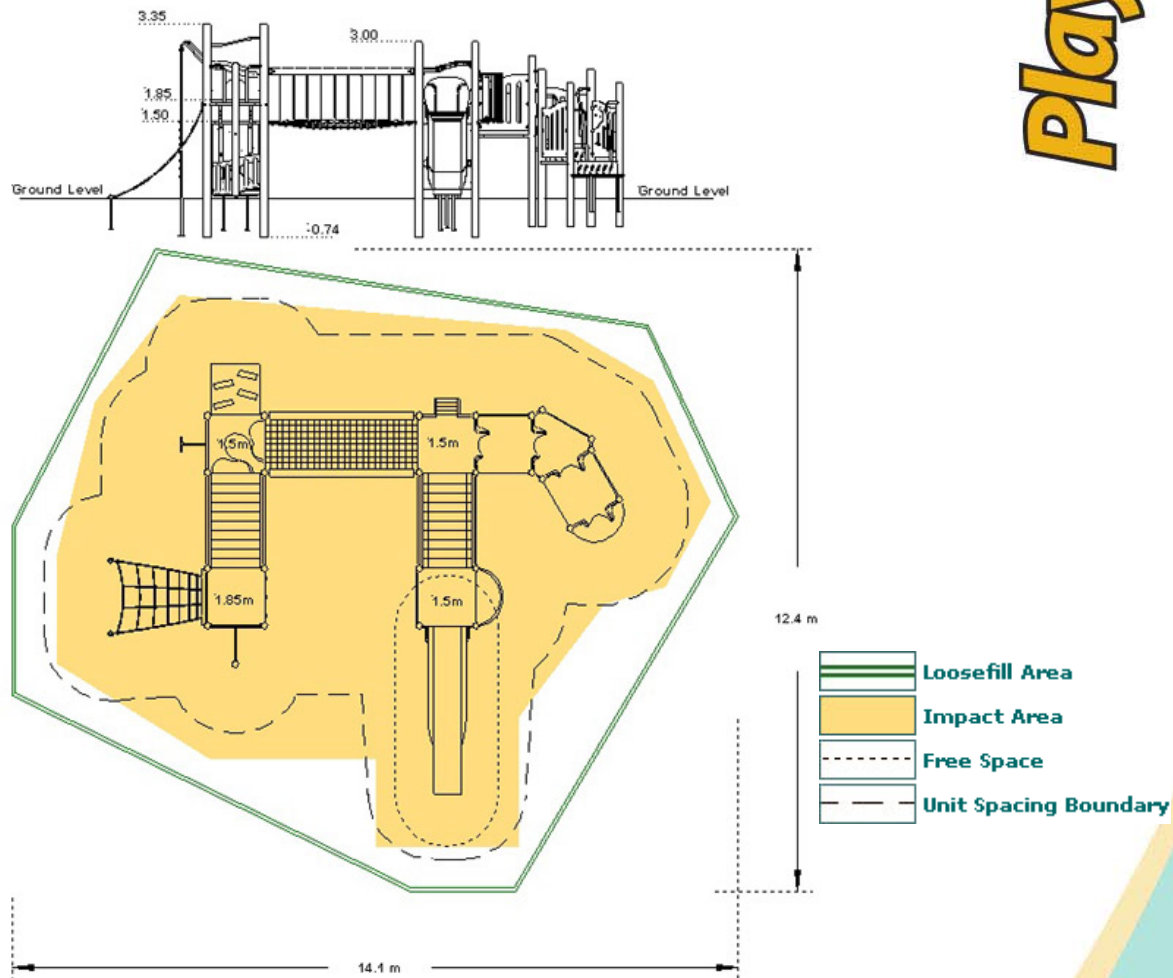 3.35
3.00
1.85
1.50
Ground Level
Ground Level
-0.74
Play
1.5m
1.5m
1.85m
1.5m
12.4 m
14.1 m
Loosefill Area
Impact Area
Free Space
Unit Spacing Boundary